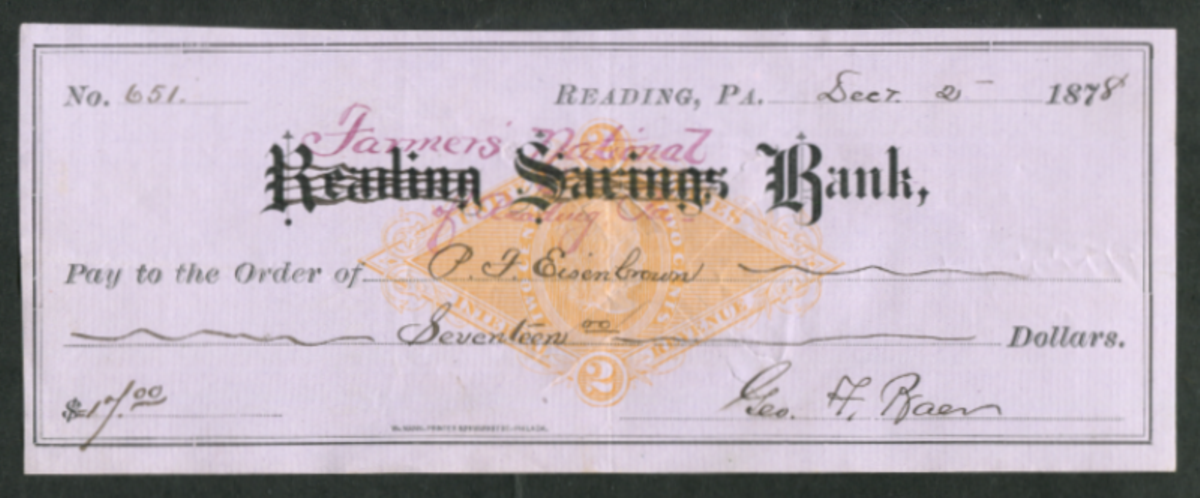 No. 651. READING, PA. Decr. 2 1878
Farmers' National
Reading Savings Bank,
of Reading Pa.
Pay to the Order of P. F. Eisenbrown
Seventeen 00 Dollars.
2
$17.00 Geo. F. Baer